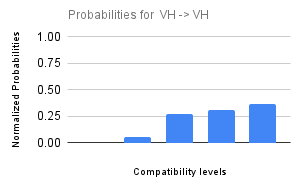 Probabilities for VH -> VH
1.00
0.75
0.50
0.25
0.00
Normalized Probabilities
Compatibility levels